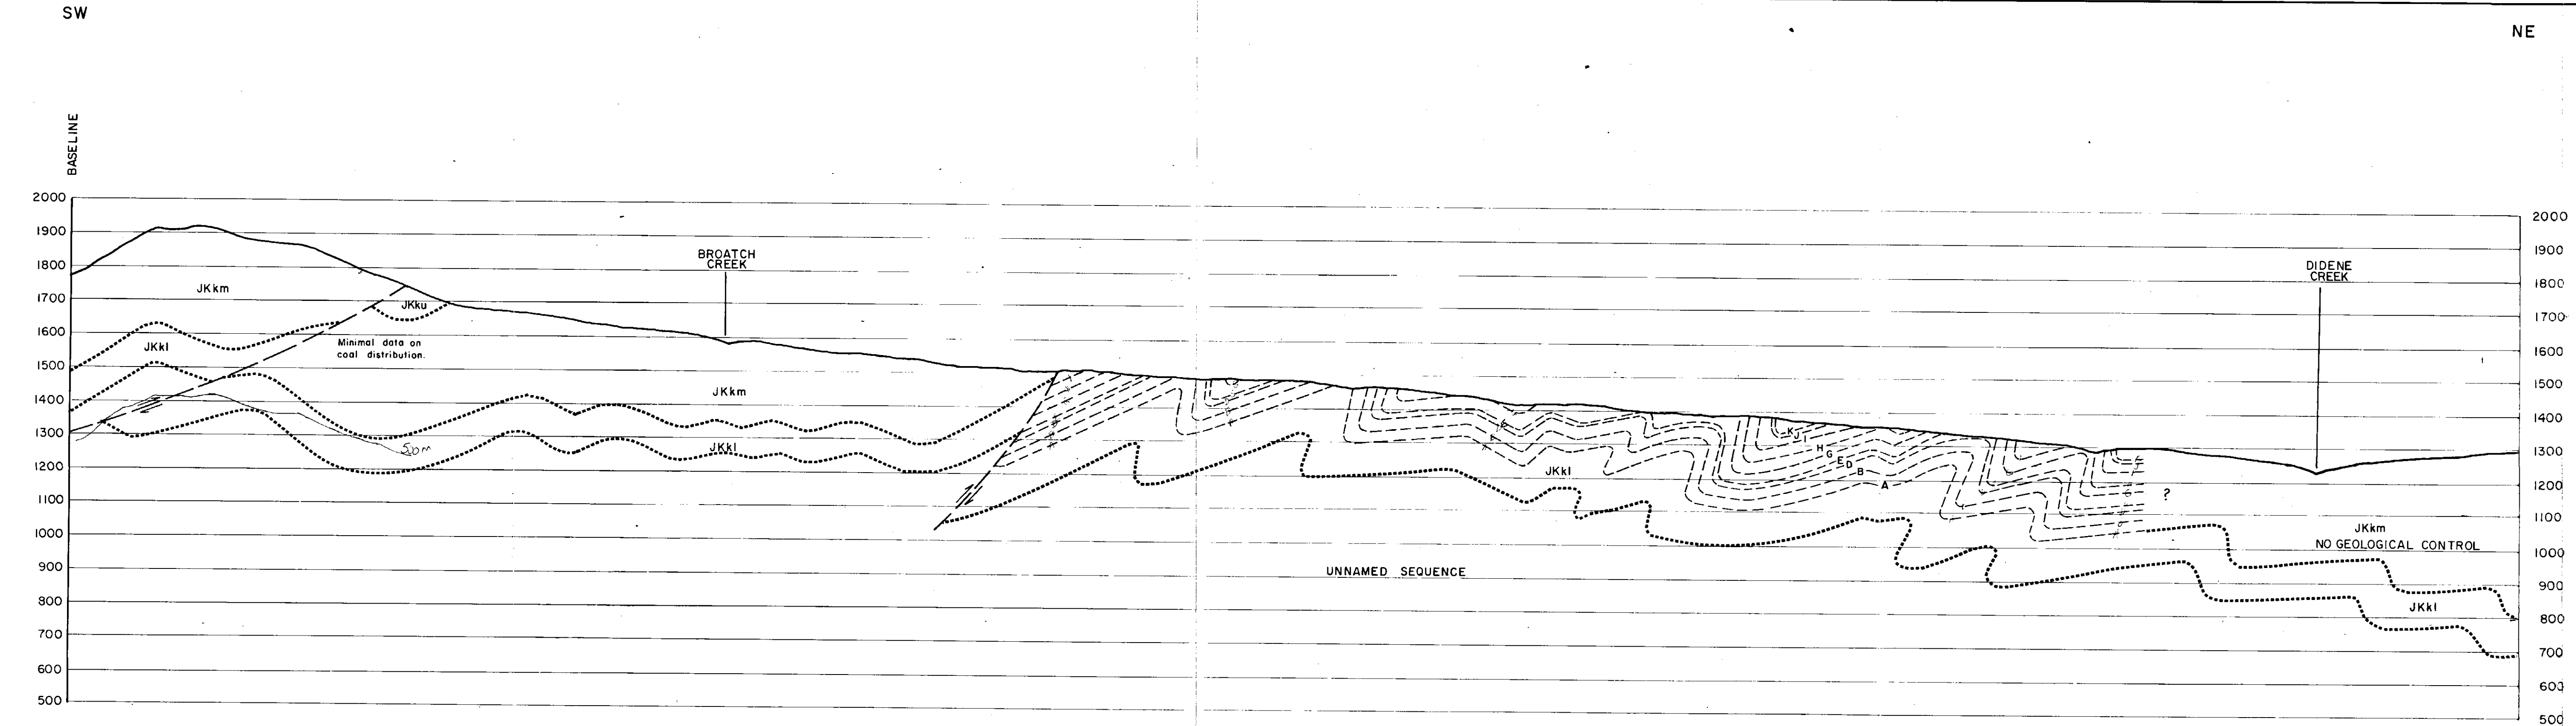 SW
NE
BASELINE
2000
1900
1800
1700
1600
1500
1400
1300
1200
1100
1000
900
800
700
600
500
2000
1900
1800
1700
1600
1500
1400
1300
1200
1100
1000
900
800
700
600
500
BROATCH
CREEK
DIDENE
CREEK
JKkm
JKku
JKkl
Minimal data on
coal distribution.
JKkm
JKkl
500m
JKkl
K
J
I
H
G
E
D
B
A
?
JKkm
NO GEOLOGICAL CONTROL
UNNAMED SEQUENCE
JKkl